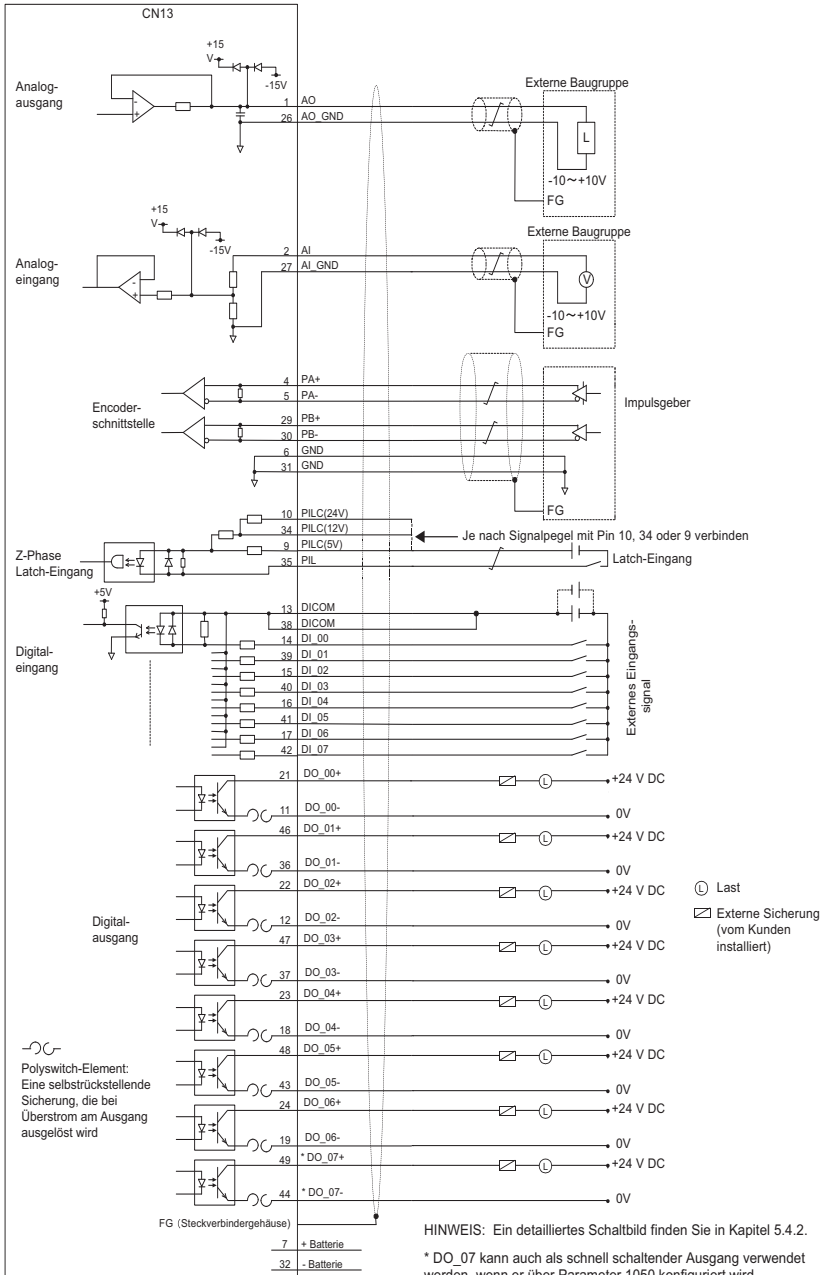 CN13
+15
V
-15V
Analog-
ausgang
-
+
1 AO
26 AO_GND
Externe Baugruppe
L
-10～+10V
FG
+15
V
-15V
Analog-
eingang
-
+
2 AI
27 AI_GND
Externe Baugruppe
V
-10～+10V
FG
Encoder-
schnittstelle
4 PA+
5 PA-
29 PB+
30 PB-
6 GND
31 GND
Impulsgeber
FG
Z-Phase
Latch-Eingang
10 PILC(24V)
34 PILC(12V)
9 PILC(5V)
35 PIL
Je nach Signalpegel mit Pin 10, 34 oder 9 verbinden
Latch-Eingang
+5V
Digital-
eingang
13 DICOM
38 DICOM
14 DI_00
39 DI_01
15 DI_02
40 DI_03
16 DI_04
41 DI_05
17 DI_06
42 DI_07
Externes Eingangs-
signal
21 DO_00+
L +24 V DC
11 DO_00-
0V
46 DO_01+
L +24 V DC
36 DO_01-
0V
22 DO_02+
L +24 V DC
12 DO_02-
0V
47 DO_03+
L +24 V DC
37 DO_03-
0V
23 DO_04+
L +24 V DC
18 DO_04-
0V
48 DO_05+
L +24 V DC
43 DO_05-
0V
24 DO_06+
L +24 V DC
19 DO_06-
0V
49 * DO_07+
L +24 V DC
44 * DO_07-
0V
Digital-
ausgang
L Last
Externe Sicherung
(vom Kunden
installiert)
Polyswitch-Element:
Eine selbstrückstellende
Sicherung, die bei
Überstrom am Ausgang
ausgelöst wird
FG (Steckverbindergehäuse)
7 + Batterie
32 - Batterie
HINWEIS: Ein detailliertes Schaltbild finden Sie in Kapitel 5.4.2.
* DO_07 kann auch als schnell schaltender Ausgang verwendet
werden, wenn er über Parameter 1050 konfiguriert wird